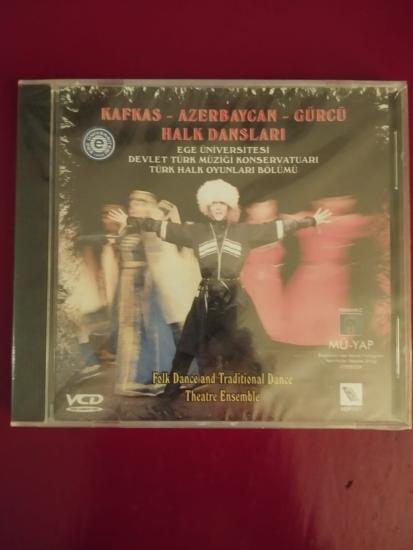 KAFKAS - AZERBAYCAN - GÜRCÜ
HALK DANSLARI
EGE ÜNİVERSİTESİ
DEVLET TÜRK MÜZİĞİ KONSERVATUARI
TÜRK HALK OYUNLARI BÖLÜMÜ
e
MÜ-YAP
Folk Dance and Traditional Dance
Theatre Ensemble
VCD